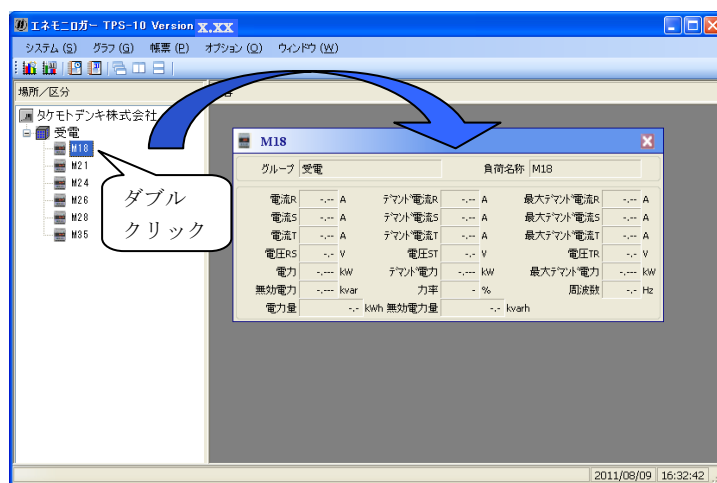 エネモニロガー TPS-10 Version X.XX
システム(S) グラフ(G) 帳票(P) オプション(O) ウィンドウ(W)
場所／区分
タケモトデンキ株式会社
受電
M18
M21
M24
M26
M28
M35
ダブル
クリック
M18
グループ 受電 負荷名称 M18
電流R -.-- A デマンド電流R -.-- A 最大デマンド電流R -.-- A
電流S -.-- A デマンド電流S -.-- A 最大デマンド電流S -.-- A
電流T -.-- A デマンド電流T -.-- A 最大デマンド電流T -.-- A
電圧RS -.- V 電圧ST -.- V 電圧TR -.- V
電力 -.--- kW デマンド電力 -.--- kW 最大デマンド電力 -.--- kW
無効電力 -.--- kvar 力率 - % 周波数 -.- Hz
電力量 -.- kWh 無効電力量 -.- kvarh
2011/08/09 16:32:42